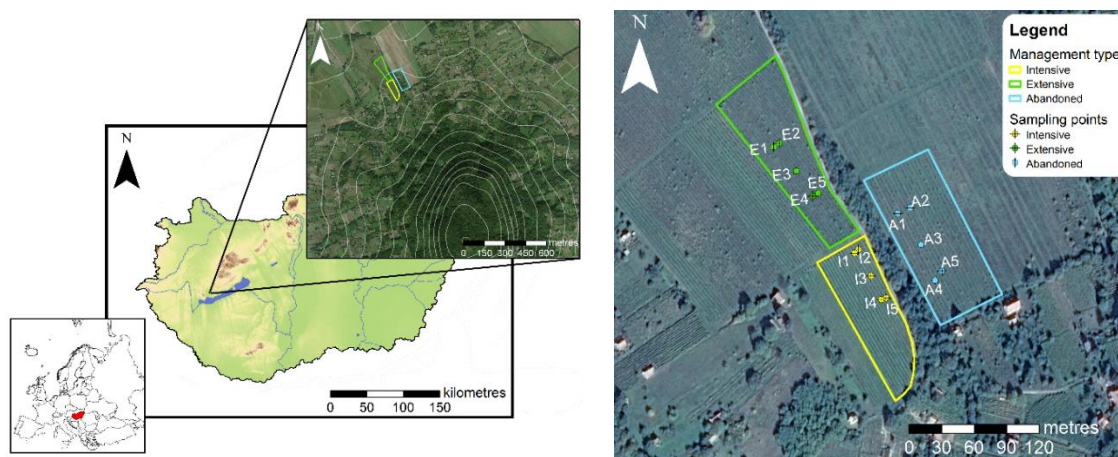 N
metres
0 150 300 450 600
N
kilometres
0 50 100 150
Legend
Management type
Intensive
Extensive
Abandoned
Sampling points
Intensive
Extensive
Abandoned
E1 E2
E3
E4 E5
A1 A2
A3
A4 A5
I1 I2
I3
I4 I5
metres
0 30 60 90 120